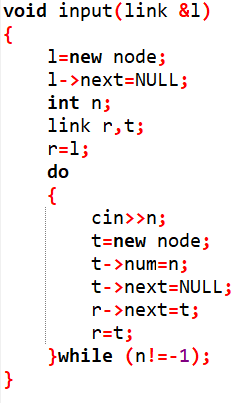 void input(link &l)
{
l=new node;
l->next=NULL;
int n;
link r,t;
r=l;
do
{
cin>>n;
t=new node;
t->num=n;
t->next=NULL;
r->next=t;
r=t;
}while (n!=-1);
}